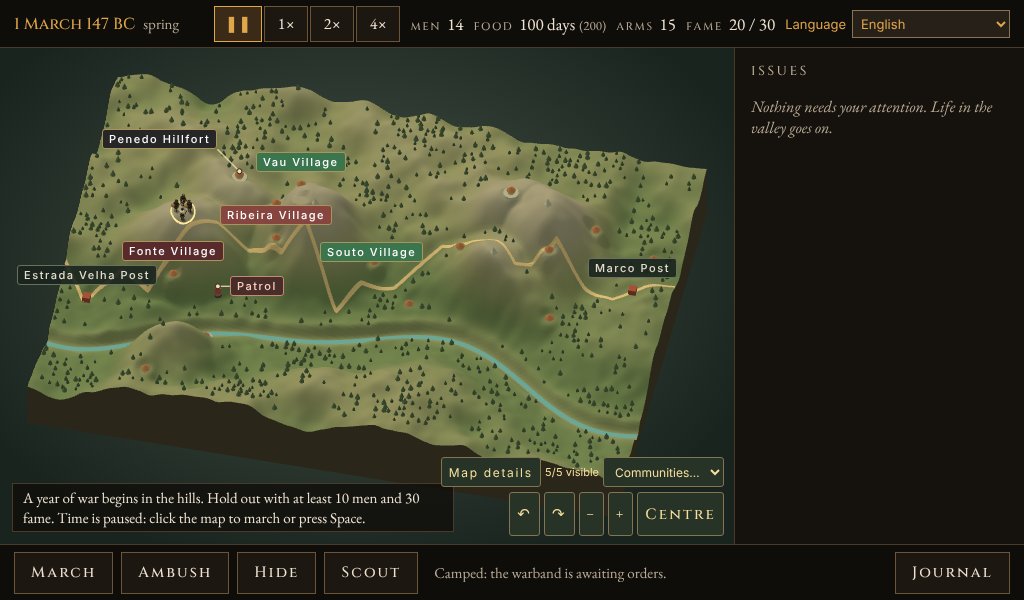 1 March 147 BC spring
❚❚ 1× 2× 4×
MEN 14 FOOD 100 days (200) ARMS 15 FAME 20 / 30
Language English
ISSUES
Nothing needs your attention. Life in the
valley goes on.
Penedo Hillfort
Vau Village
Ribeira Village
Fonte Village
Souto Village
Estrada Velha Post
Marco Post
Patrol
Map details 5/5 visible Communities...
↶ ↷ − + Centre
A year of war begins in the hills. Hold out with at least 10 men and 30
fame. Time is paused: click the map to march or press Space.
March Ambush Hide Scout
Camped: the warband is awaiting orders.
Journal